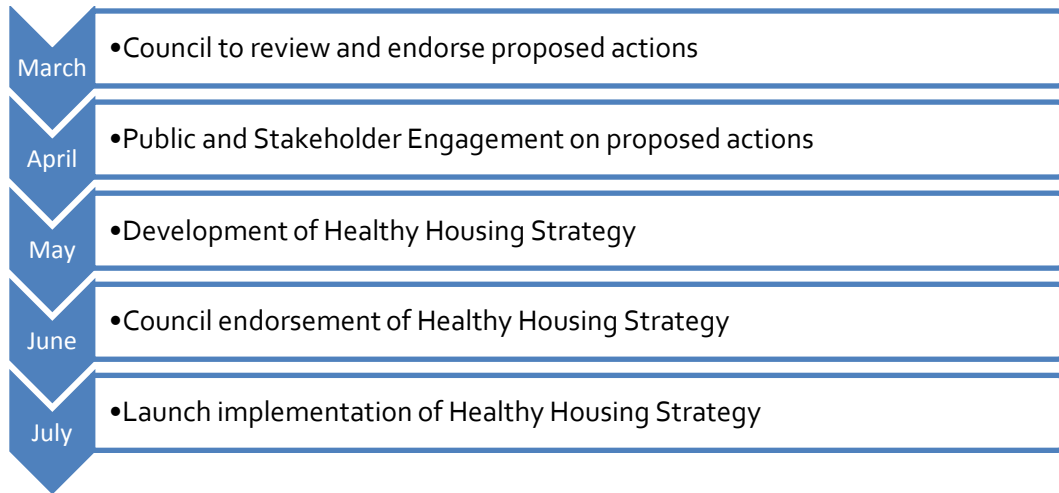 March
•Council to review and endorse proposed actions
April
•Public and Stakeholder Engagement on proposed actions
May
•Development of Healthy Housing Strategy
June
•Council endorsement of Healthy Housing Strategy
July
•Launch implementation of Healthy Housing Strategy